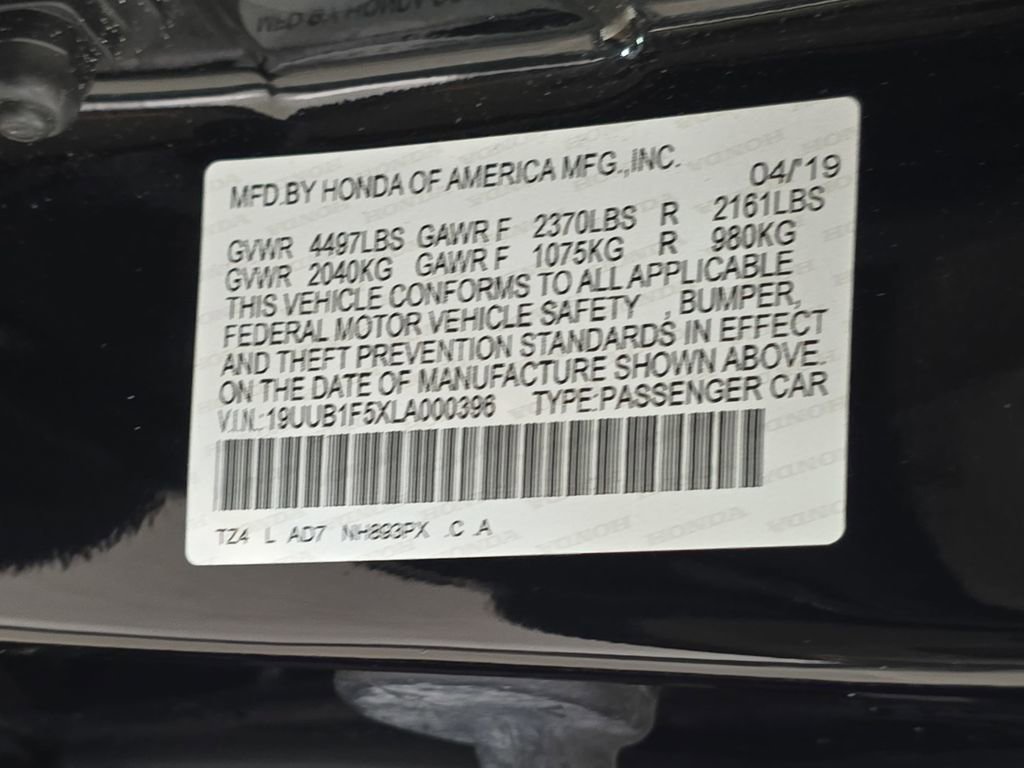 MFD.BY HONDA OF AMERICA MFG.,INC. 04/'19
GVWR 4497LBS GAWR F 2370LBS R 2161LBS
GVWR 2040KG GAWR F 1075KG R 980KG
THIS VEHICLE CONFORMS TO ALL APPLICABLE
FEDERAL MOTOR VEHICLE SAFETY , BUMPER,
AND THEFT PREVENTION STANDARDS IN EFFECT
ON THE DATE OF MANUFACTURE SHOWN ABOVE.
V.I.N.:19UUB1F5XLA000396 TYPE:PASSENGER CAR
TZ4 L AD7 NH893PX .C .A